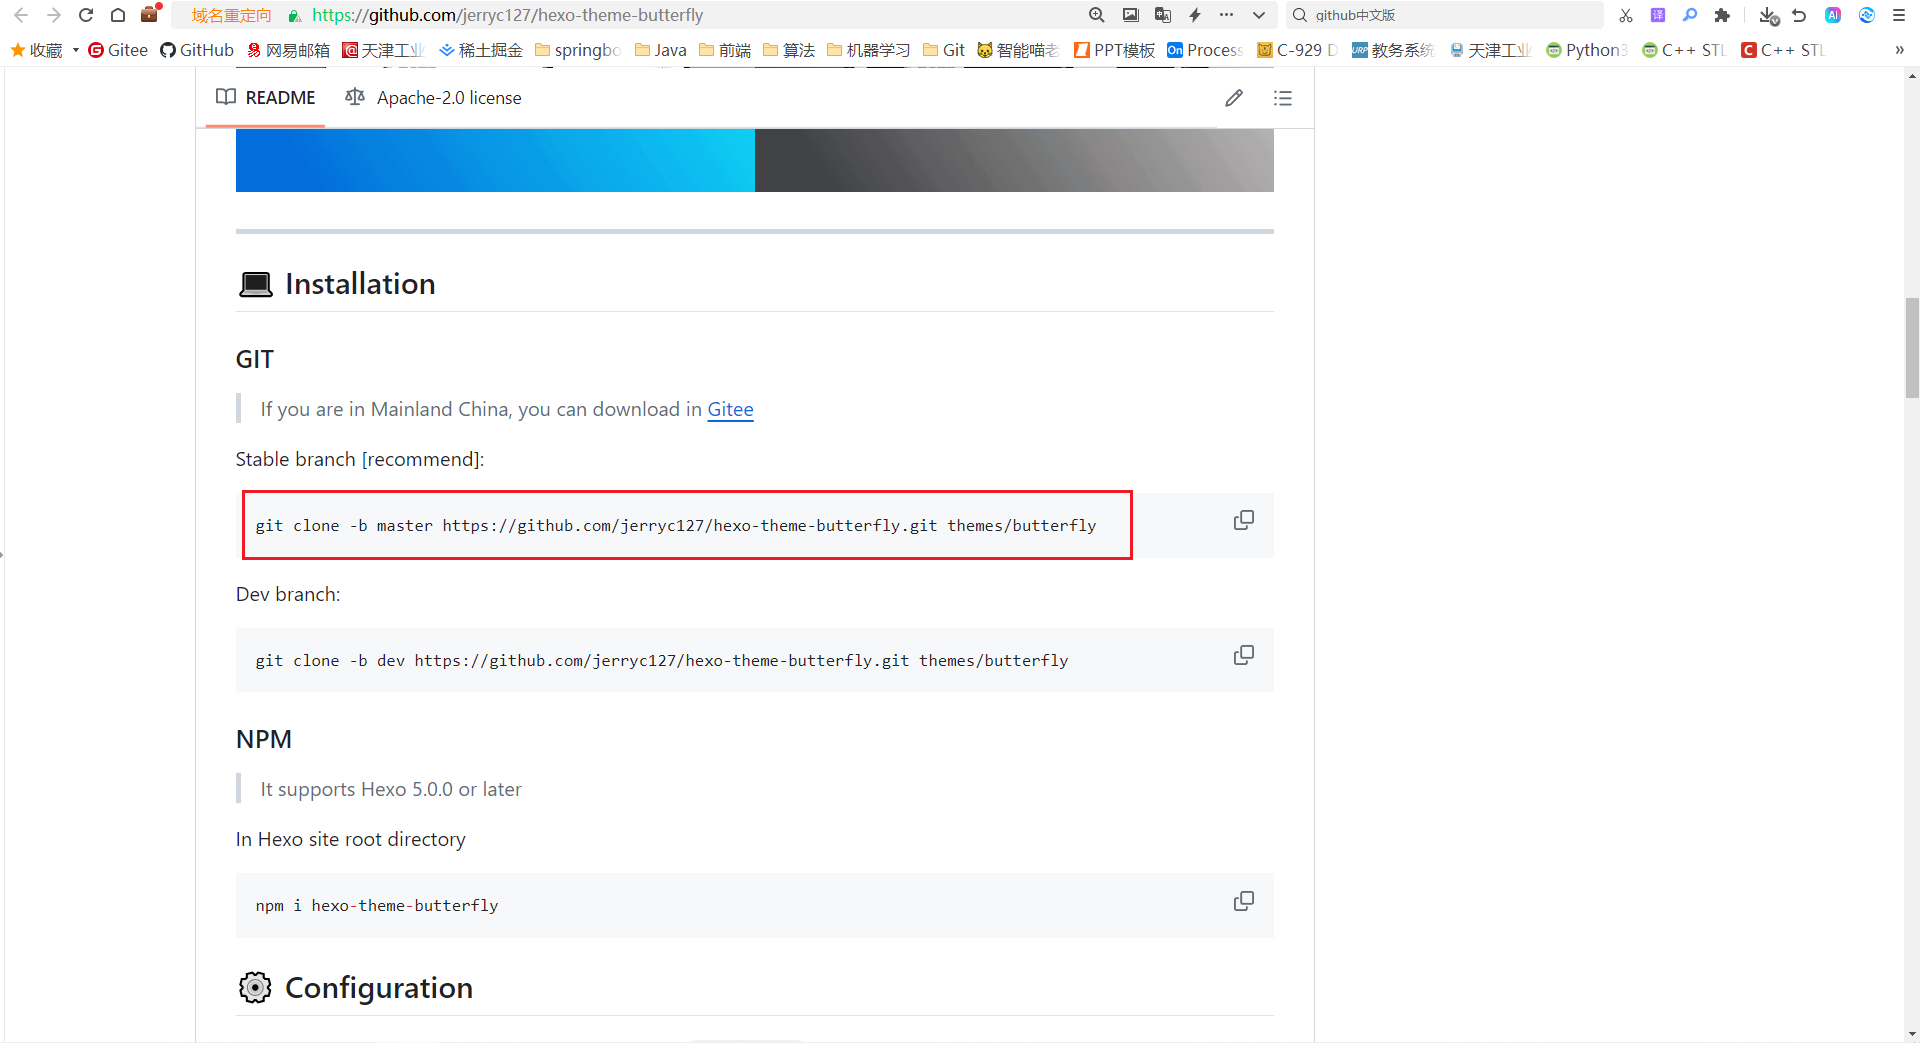 域名重定向 https://github.com/jerryc127/hexo-theme-butterfly github中文版
收藏 Gitee GitHub 网易邮箱 天津工业 稀土掘金 springbo Java 前端 算法 机器学习 Git 智能喵老 PPT模板 On Process C-929 D URP 教务系统 天津工业 Python3 C++ STL C C++ STL »
README Apache-2.0 license
💻 Installation
GIT
If you are in Mainland China, you can download in Gitee
Stable branch [recommend]:
git clone -b master https://github.com/jerryc127/hexo-theme-butterfly.git themes/butterfly
Dev branch:
git clone -b dev https://github.com/jerryc127/hexo-theme-butterfly.git themes/butterfly
NPM
It supports Hexo 5.0.0 or later
In Hexo site root directory
npm i hexo-theme-butterfly
⚙ Configuration